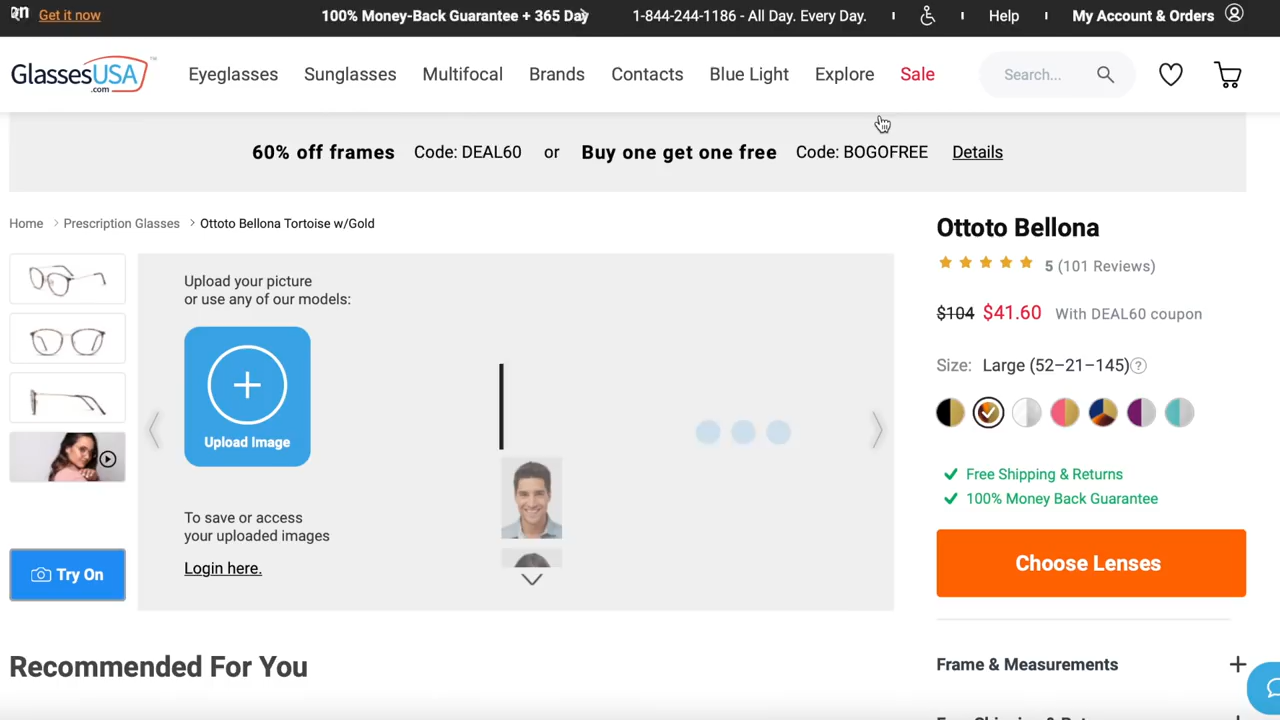 Get it now
100% Money-Back Guarantee + 365 Day
1-844-244-1186 - All Day. Every Day.
Help
My Account & Orders
GlassesUSA™
.com
Eyeglasses
Sunglasses
Multifocal
Brands
Contacts
Blue Light
Explore
Sale
Search...
60% off frames Code: DEAL60 or Buy one get one free Code: BOGOFREE Details
Home > Prescription Glasses > Ottoto Bellona Tortoise w/Gold
Upload your picture
or use any of our models:
Upload Image
To save or access
your uploaded images
Login here.
Try On
Ottoto Bellona
5 (101 Reviews)
$104 $41.60 With DEAL60 coupon
Size: Large (52–21–145)
Free Shipping & Returns
100% Money Back Guarantee
Choose Lenses
Recommended For You
Frame & Measurements